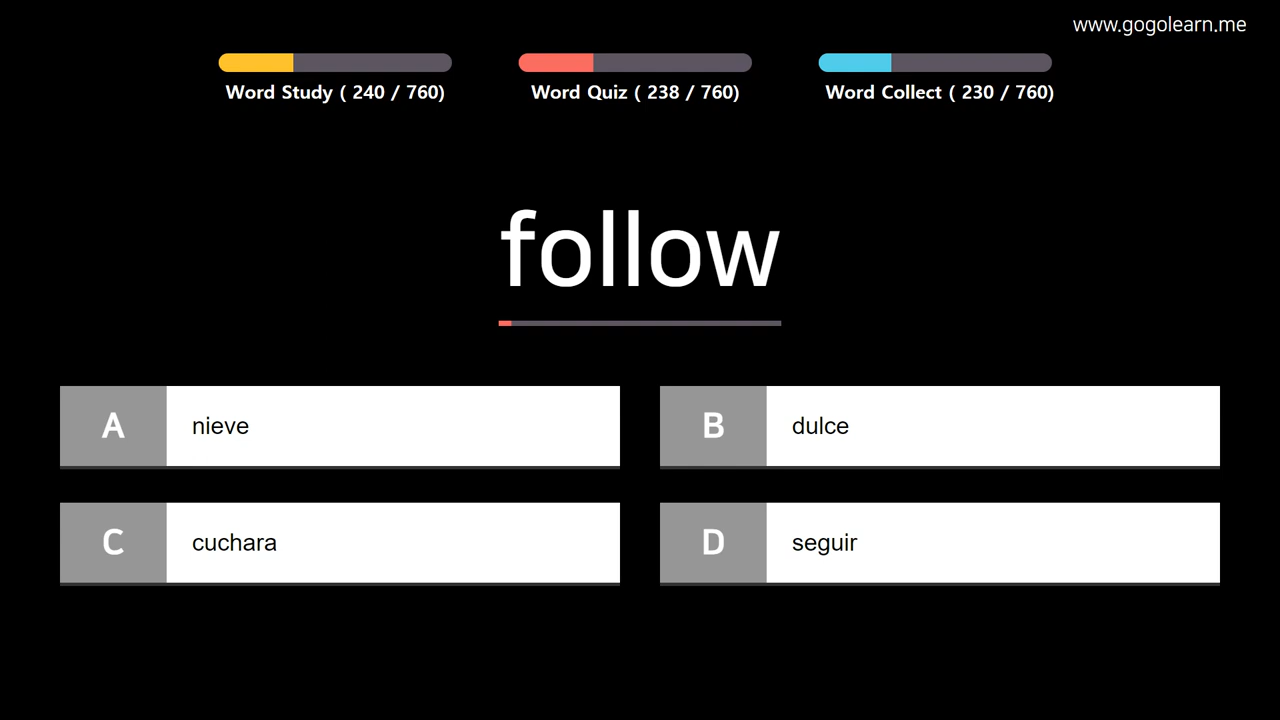 www.gogolearn.me
Word Study ( 240 / 760)
Word Quiz ( 238 / 760)
Word Collect ( 230 / 760)
follow
A
nieve
B
dulce
C
cuchara
D
seguir